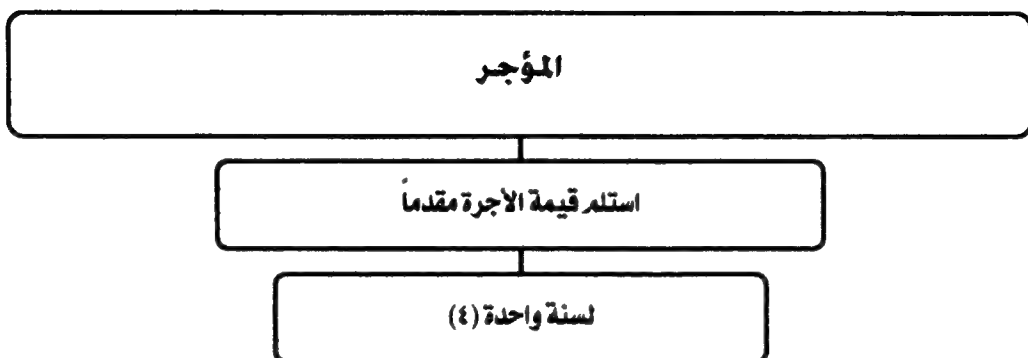 المؤجر
استلم قيمة الأجرة مقدماً
لسنة واحدة (٤)